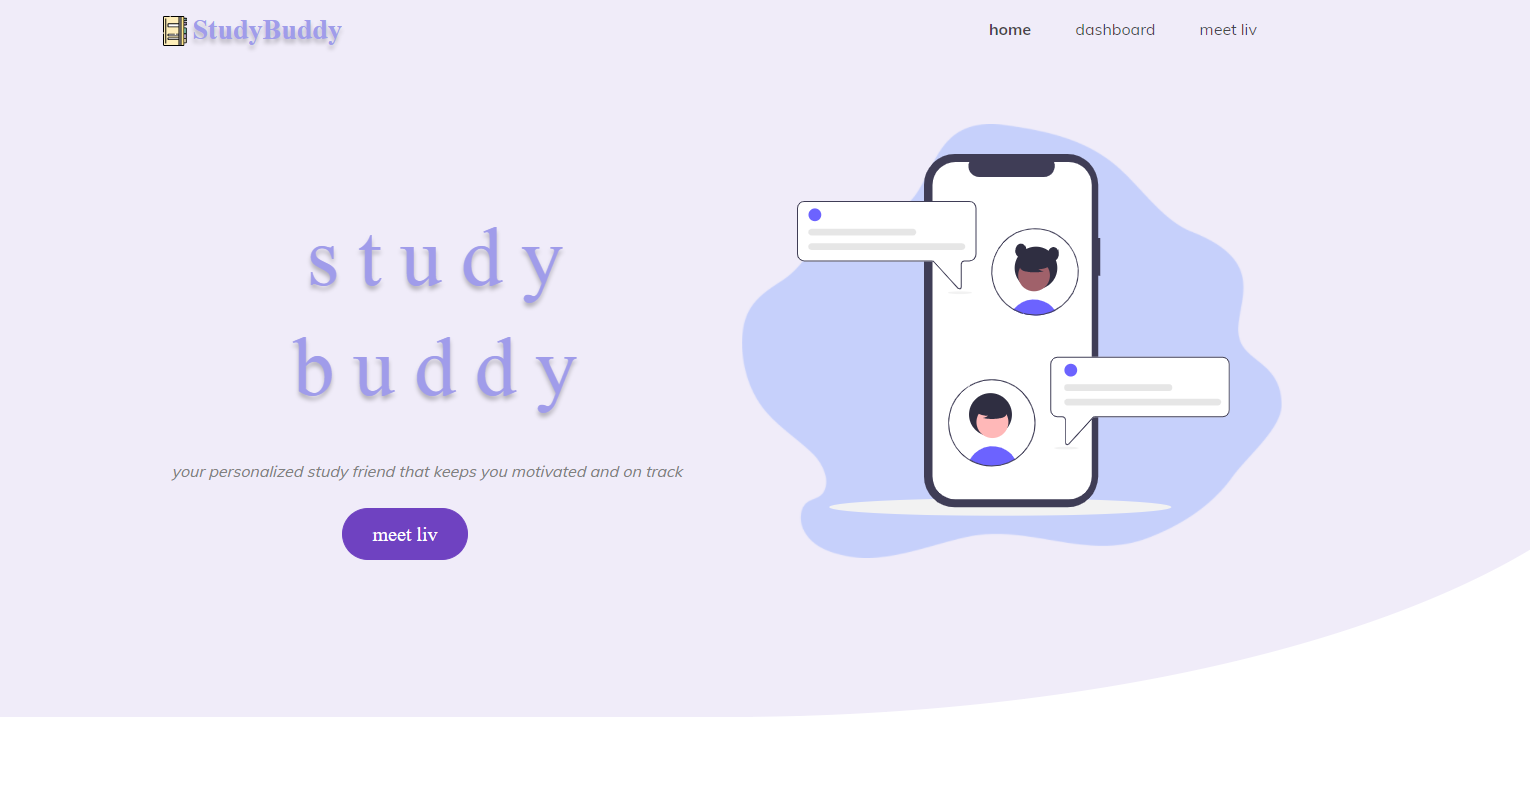 StudyBuddy
home dashboard meet liv
study
buddy
your personalized study friend that keeps you motivated and on track
meet liv